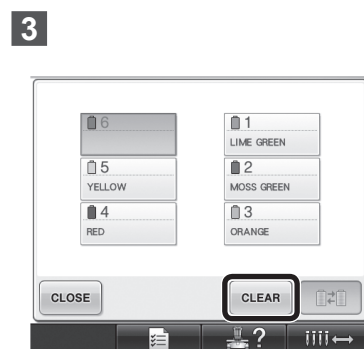 3
6
1
LIME GREEN
5
YELLOW
2
MOSS GREEN
4
RED
3
ORANGE
CLOSE
CLEAR
?